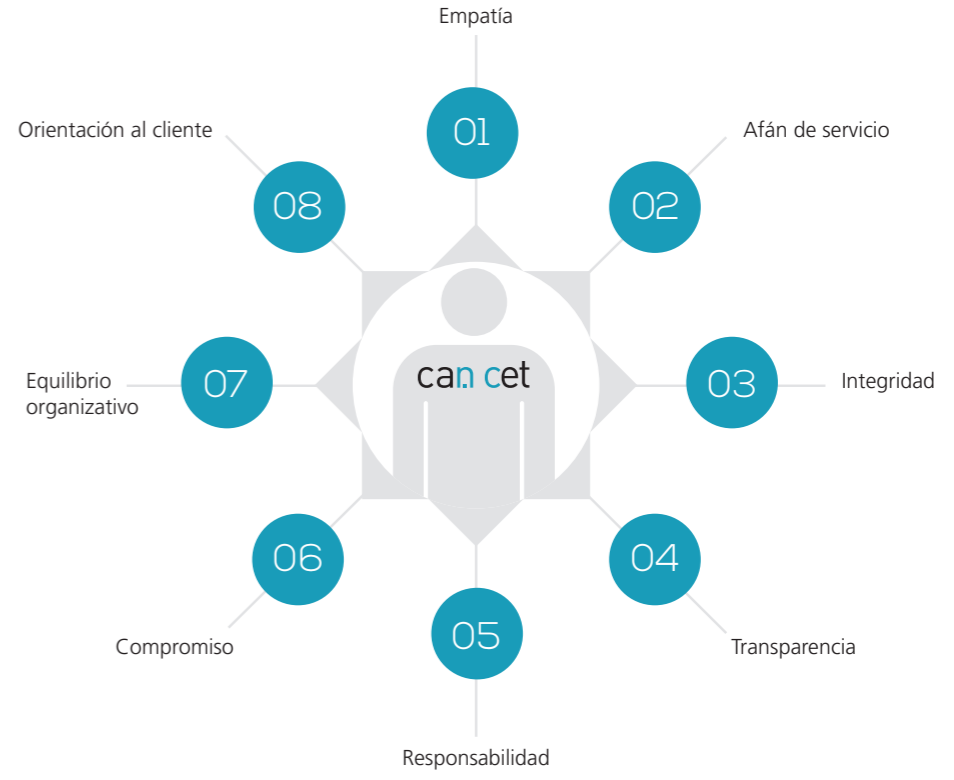 Empatía
01
Afán de servicio
02
Integridad
03
Transparencia
04
Responsabilidad
05
Compromiso
06
Equilibrio
organizativo
07
Orientación al cliente
08
can cet